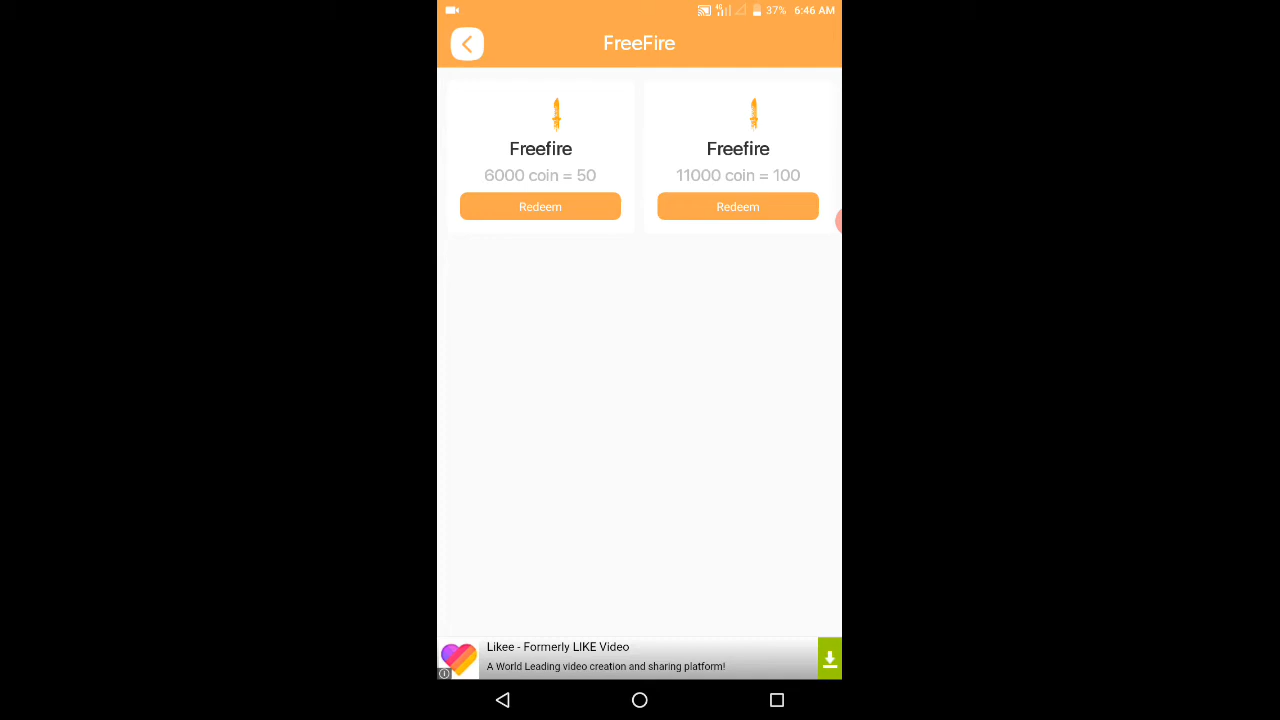 4G 37% 6:46 AM
FreeFire
Freefire
6000 coin = 50
Redeem
Freefire
11000 coin = 100
Redeem
Likee - Formerly LIKE Video
A World Leading video creation and sharing platform!